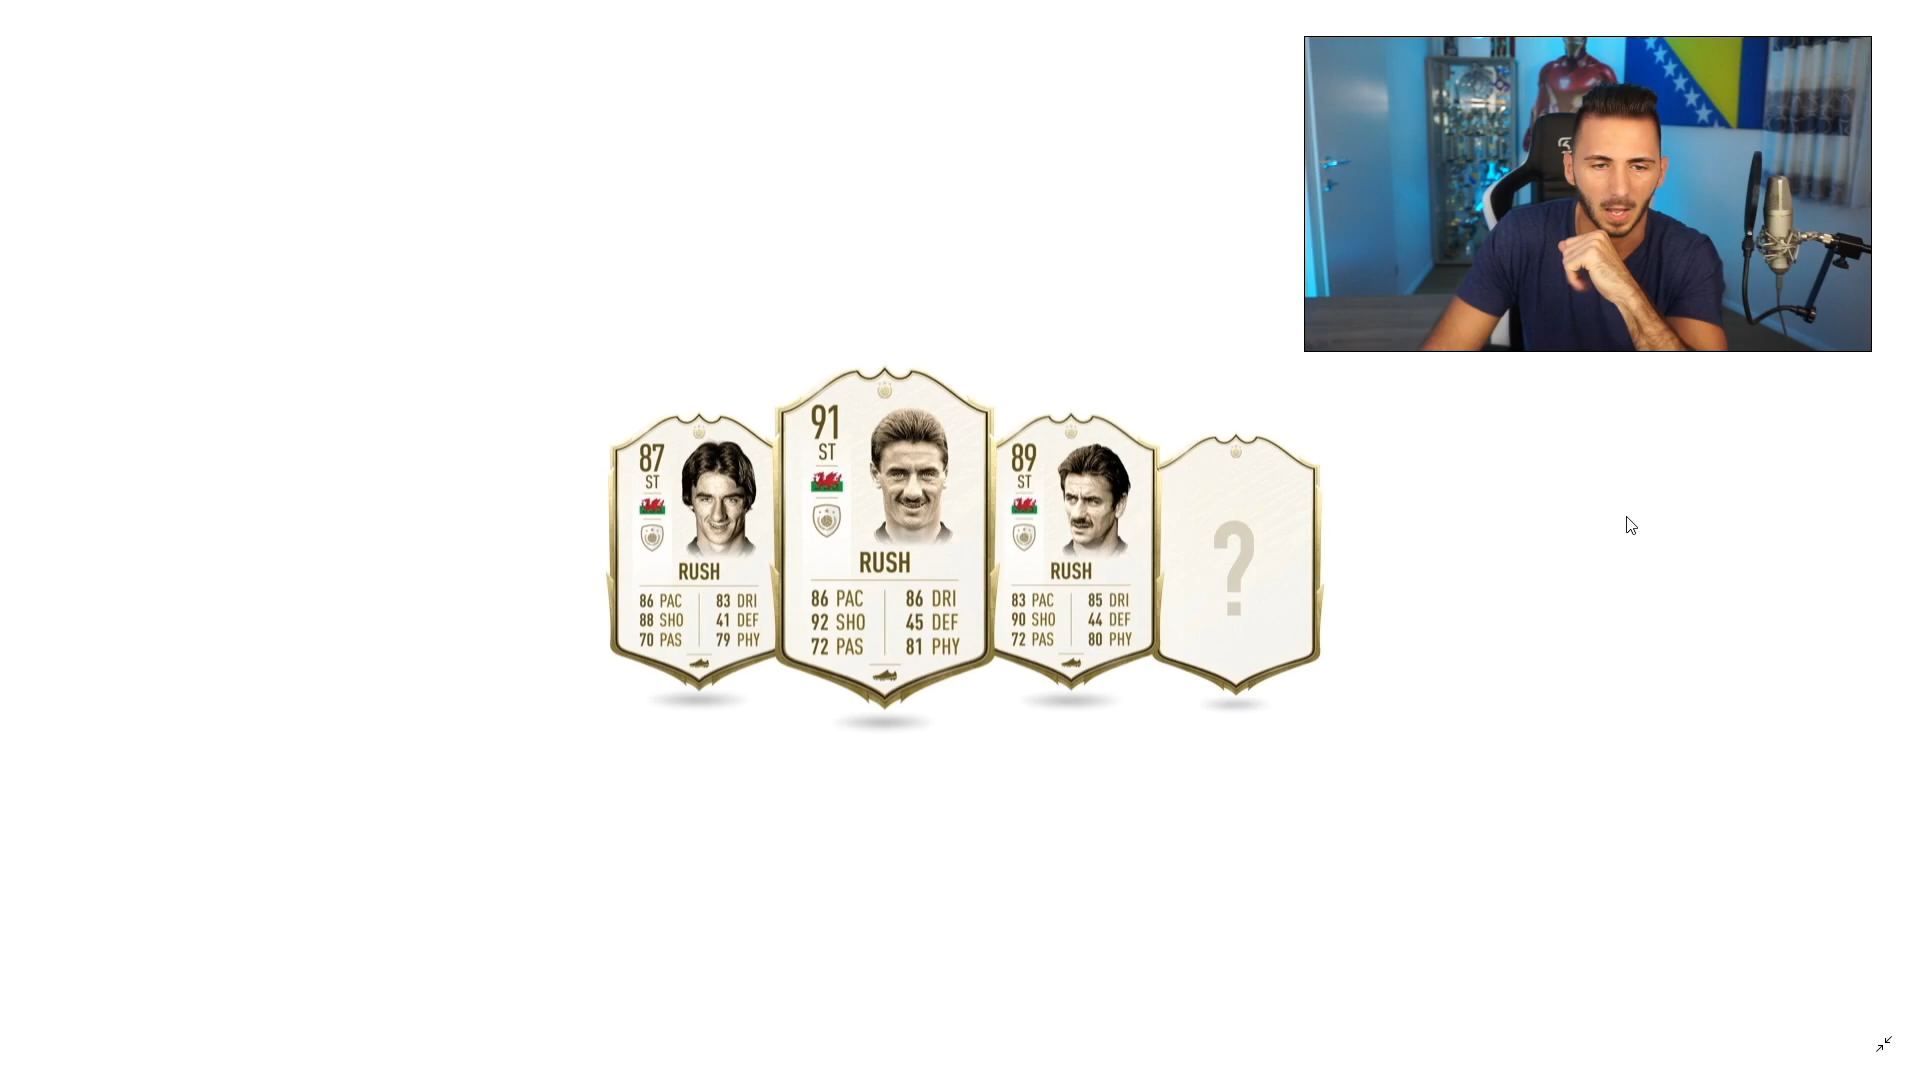 87
ST
RUSH
86 PAC
83 DRI
88 SHO
41 DEF
70 PAS
79 PHY
91
ST
RUSH
86 PAC
86 DRI
92 SHO
45 DEF
72 PAS
81 PHY
89
ST
RUSH
83 PAC
85 DRI
90 SHO
44 DEF
72 PAS
80 PHY
?